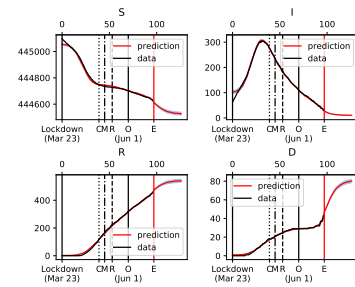 S
0 50 100
445000
444800
444600
prediction
data
Lockdown CMR O E
(Mar 23) (Jun 1)
I
0 50 100
300
200
100
0
prediction
data
Lockdown CMR O E
(Mar 23) (Jun 1)
R
0 50 100
400
200
0
prediction
data
Lockdown CMR O E
(Mar 23) (Jun 1)
D
0 50 100
80
60
40
20
0
prediction
data
Lockdown CMR O E
(Mar 23) (Jun 1)